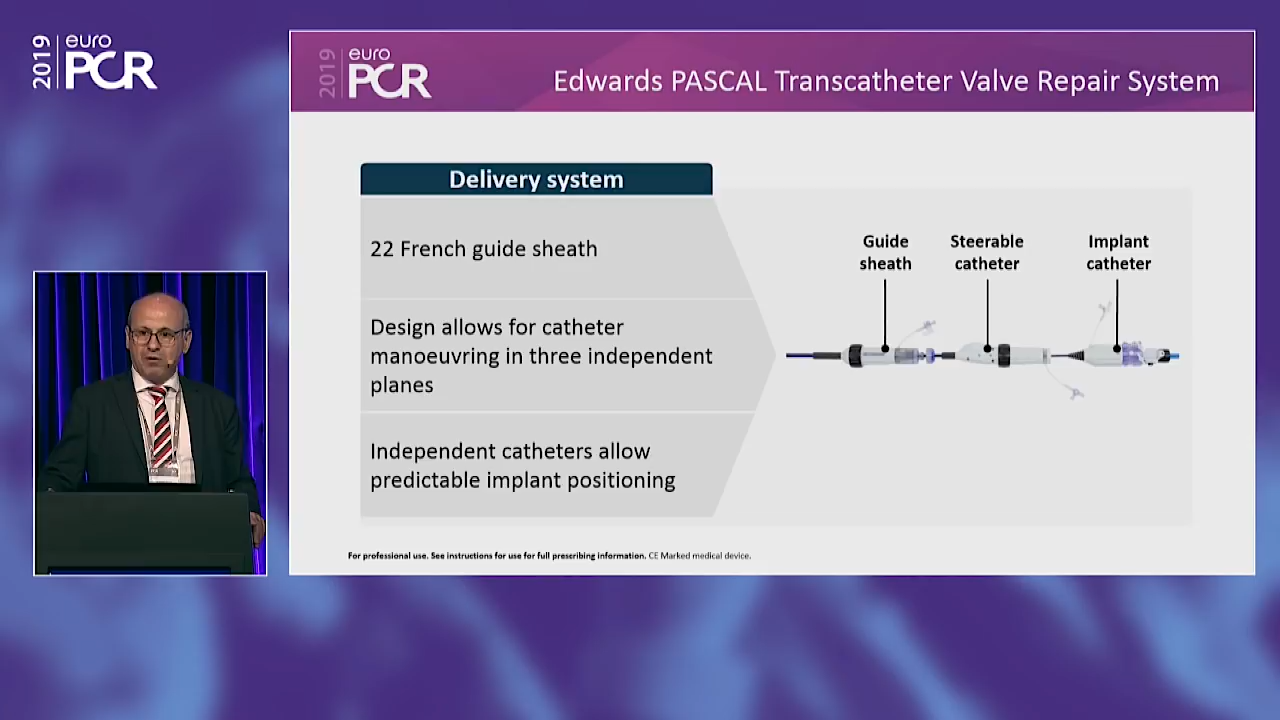 2019
euro
PCR
2019
euro
PCR
Edwards PASCAL Transcatheter Valve Repair System
Delivery system
22 French guide sheath
Design allows for catheter
manoeuvring in three independent
planes
Independent catheters allow
predictable implant positioning
Guide
sheath
Steerable
catheter
Implant
catheter
For professional use. See instructions for use for full prescribing information. CE Marked medical device.